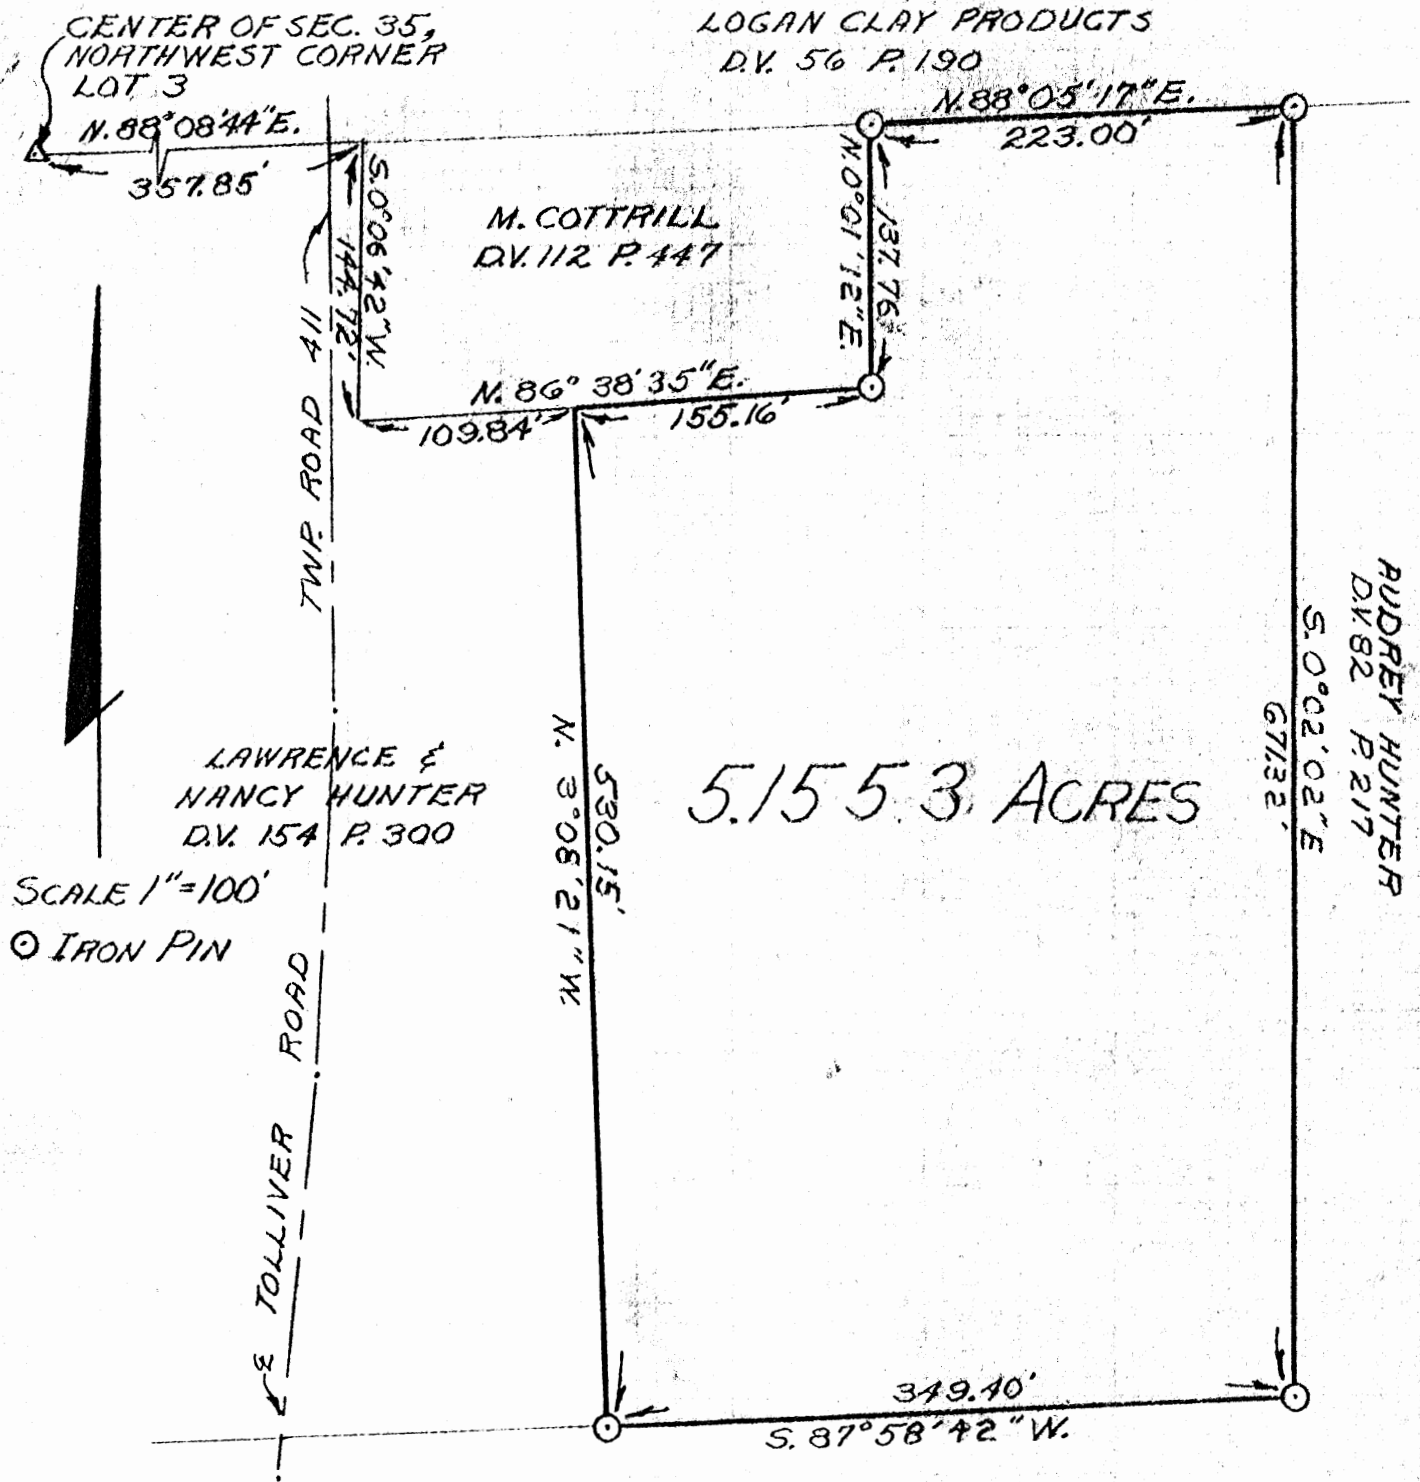 CENTER OF SEC. 35,
NORTHWEST CORNER
LOT 3
N. 88°08'44"E.
357.85'
LOGAN CLAY PRODUCTS
D.V. 56 P. 190
N. 88°05'17"E.
223.00'
S. 0°06'42"W.
144.72'
M. COTTRILL
D.V. 112 P. 447
N. 0°01'12"E.
137.76'
N. 86° 38' 35"E.
109.84'
155.16'
TWP. ROAD 411
LAWRENCE &
NANCY HUNTER
D.V. 154 P. 300
SCALE 1"=100'
IRON PIN
N. 3°08'21"W.
530.15'
5.1553 ACRES
S. 0°02'02"E
671.32'
AUDREY HUNTER
D.V. 82 P. 217
TOLLIVER ROAD
349.40'
S. 87°58'42"W.